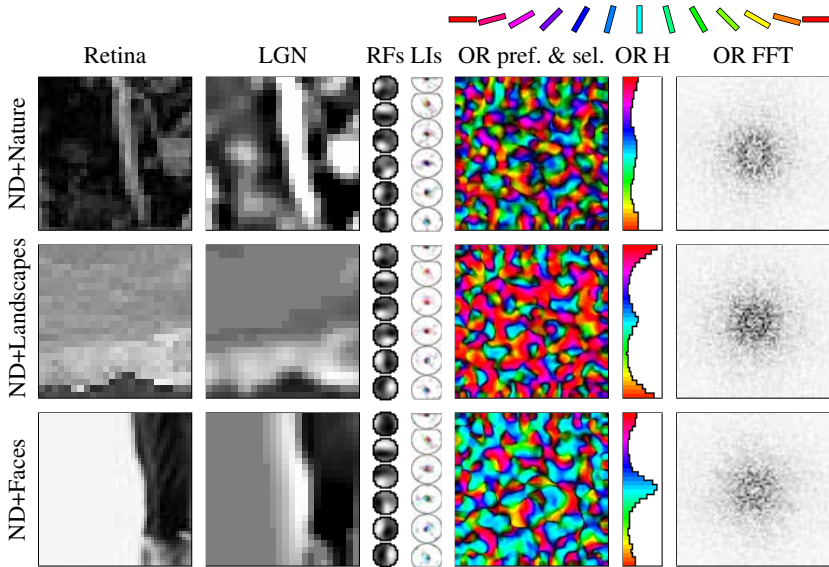 Retina LGN RFs LIs OR pref. & sel. OR H OR FFT
ND+Nature
ND+Landscapes
ND+Faces